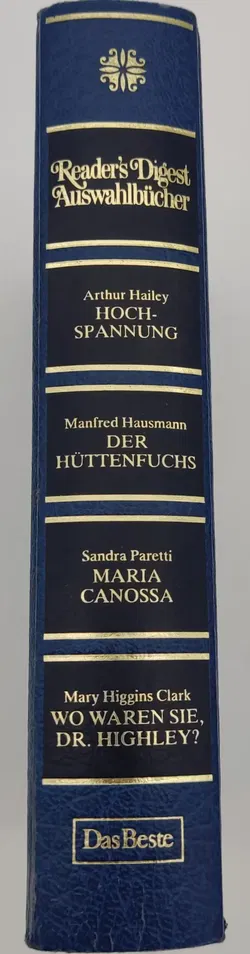 Reader's Digest
Auswahlbücher
Arthur Hailey
HOCH-
SPANNUNG
Manfred Hausmann
DER
HÜTTENFUCHS
Sandra Paretti
MARIA
CANOSSA
Mary Higgins Clark
WO WAREN SIE,
DR. HIGHLEY?
Das Beste